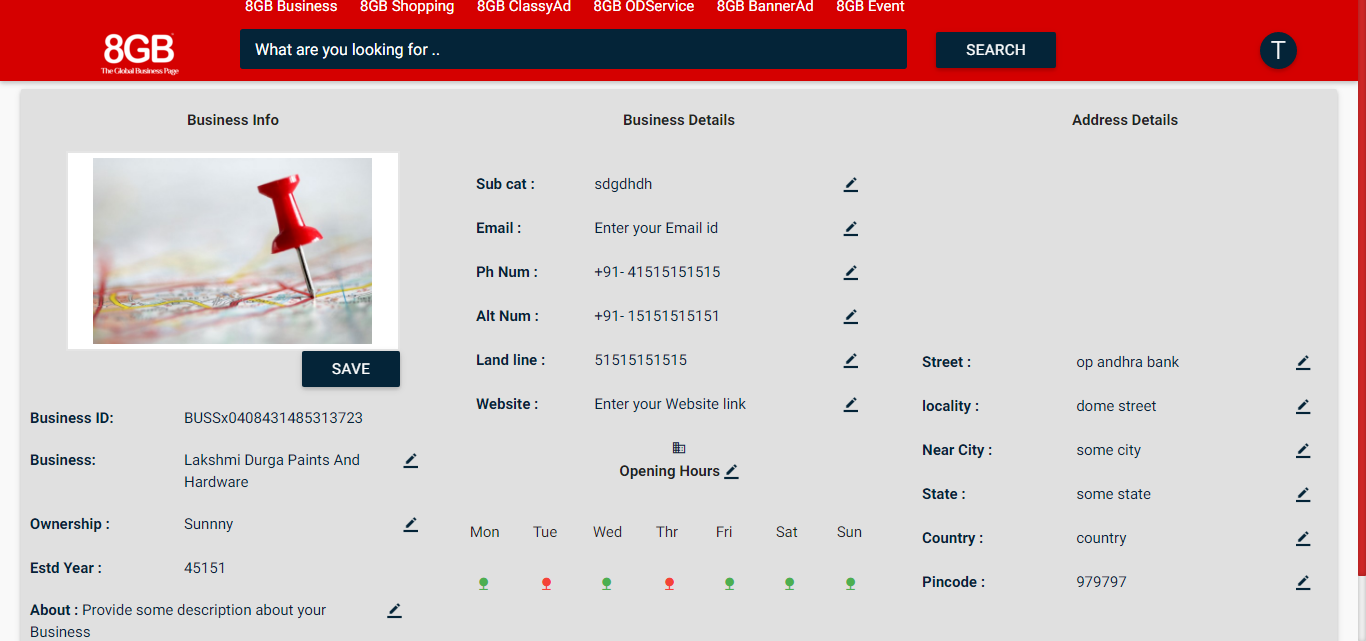 8GB Business 8GB Shopping 8GB ClassyAd 8GB ODService 8GB BannerAd 8GB Event
8GB
The Global Business Page
What are you looking for ..
SEARCH
T
Business Info
SAVE
Business ID: BUSSx0408431485313723
Business: Lakshmi Durga Paints And
Hardware
Ownership : Sunnny
Estd Year : 45151
About : Provide some description about your
Business
Business Details
Sub cat : sdgdhdh
Email : Enter your Email id
Ph Num : +91- 41515151515
Alt Num : +91- 15151515151
Land line : 51515151515
Website : Enter your Website link
Opening Hours
Mon Tue Wed Thr Fri Sat Sun
Address Details
Street : op andhra bank
locality : dome street
Near City : some city
State : some state
Country : country
Pincode : 979797